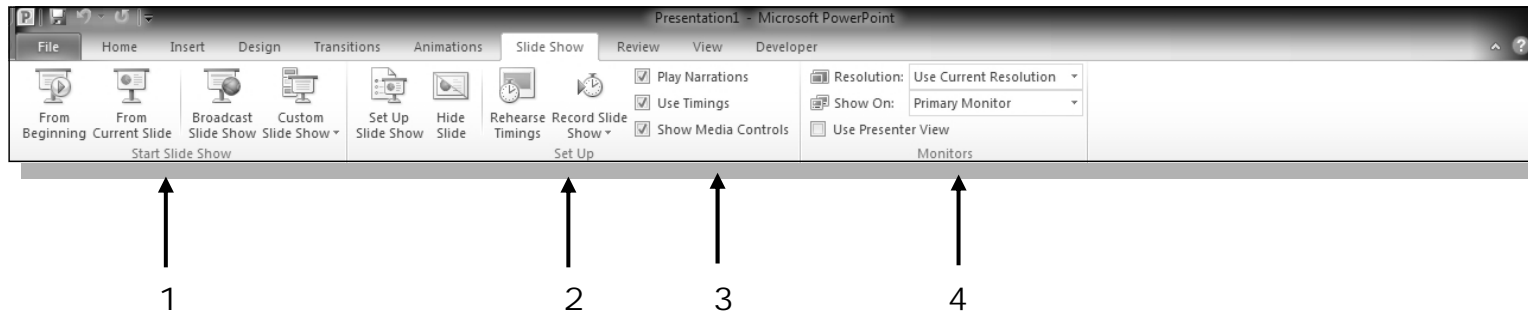 Presentation1 - Microsoft PowerPoint
File Home Insert Design Transitions Animations Slide Show Review View Developer
From Beginning
From Current Slide
Broadcast Slide Show
Custom Slide Show
Set Up Slide Show
Hide Slide
Rehearse Timings
Record Slide Show
Play Narrations
Use Timings
Show Media Controls
Resolution: Use Current Resolution
Show On: Primary Monitor
Use Presenter View
Start Slide Show
Set Up
Monitors
1 2 3 4